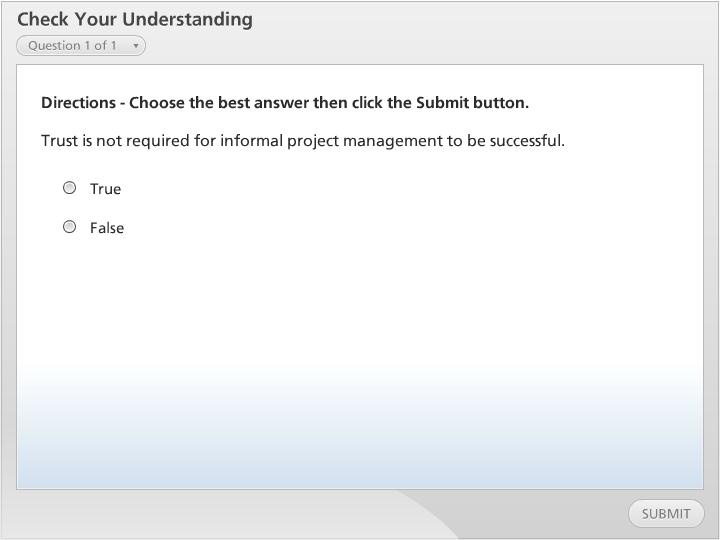 Check Your Understanding
Question 1 of 1
Directions - Choose the best answer then click the Submit button.
Trust is not required for informal project management to be successful.
True
False
SUBMIT